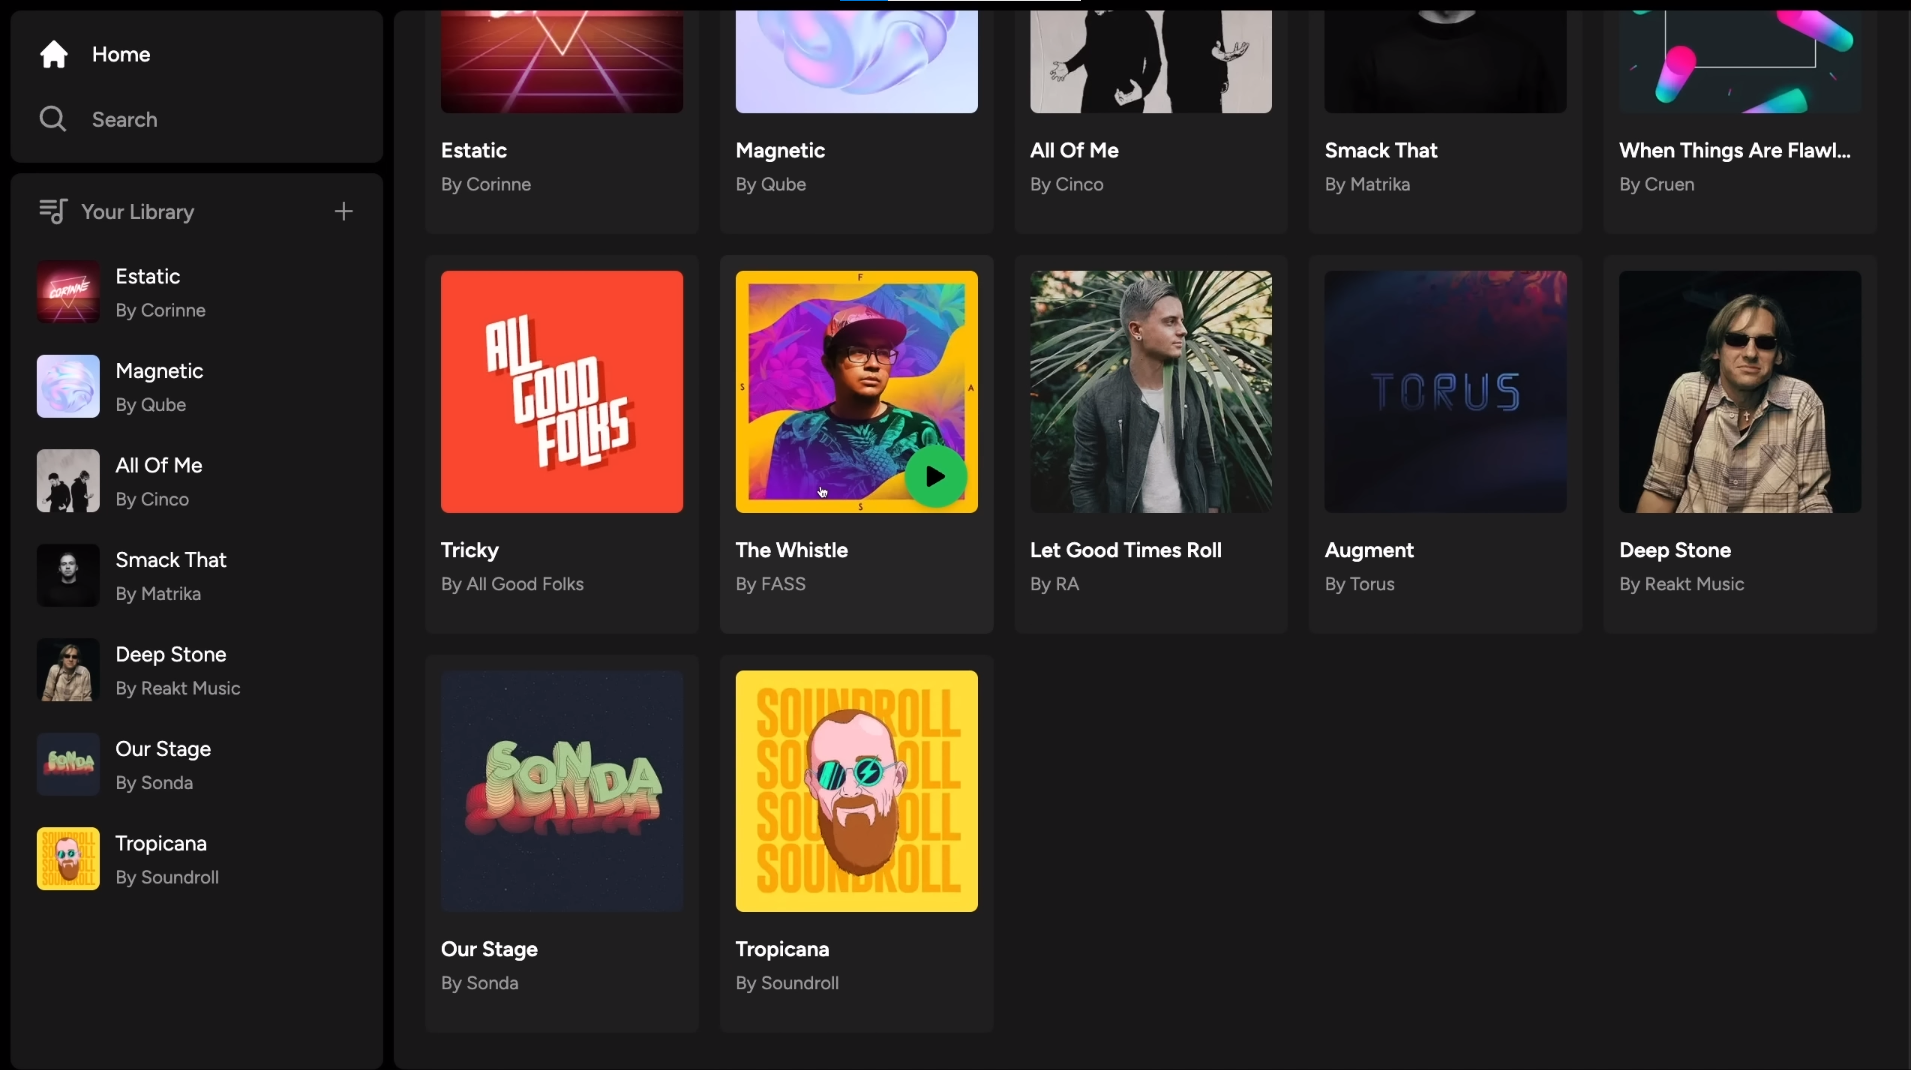 Home
Search
Your Library
CORINNE
Estatic
By Corinne
Magnetic
By Qube
All Of Me
By Cinco
Smack That
By Matrika
Deep Stone
By Reakt Music
SONDA
Our Stage
By Sonda
SOUNDROLL
Tropicana
By Soundroll
Estatic
By Corinne
Magnetic
By Qube
All Of Me
By Cinco
Smack That
By Matrika
When Things Are Flawl...
By Cruen
ALL
GOOD
FOLKS
Tricky
By All Good Folks
F
S
A
S
The Whistle
By FASS
Let Good Times Roll
By RA
TORUS
Augment
By Torus
Deep Stone
By Reakt Music
SONDA
Our Stage
By Sonda
SOUNDROLL
SOUNDROLL
SOUNDROLL
SOUNDROLL
Tropicana
By Soundroll